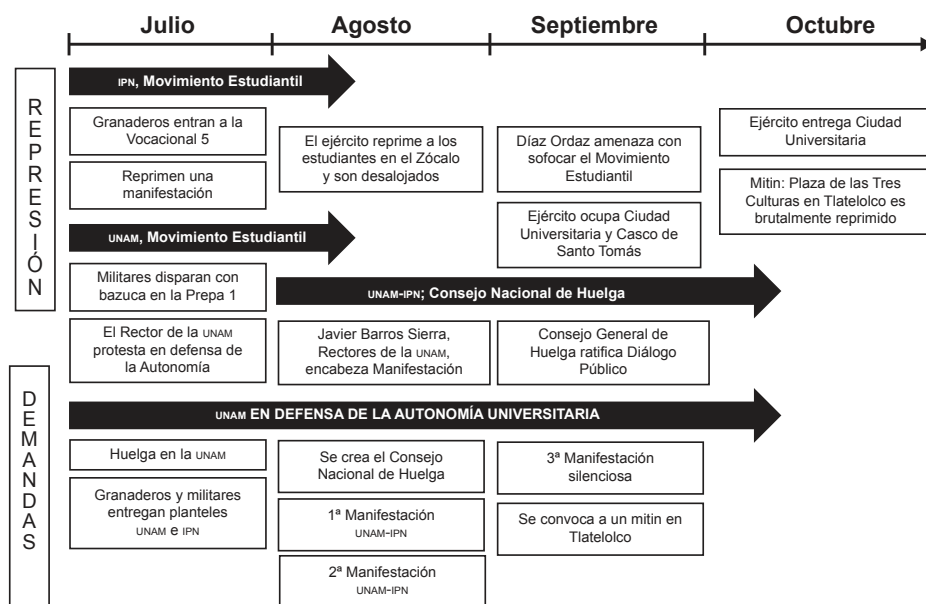 Julio
Agosto
Septiembre
Octubre
REPRESIÓN
IPN, Movimiento Estudiantil
Granaderos entran a la
Vocacional 5
Reprimen una
manifestación
El ejército reprime a los
estudiantes en el Zócalo
y son desalojados
Díaz Ordaz amenaza con
sofocar el Movimiento
Estudiantil
Ejército ocupa Ciudad
Universitaria y Casco de
Santo Tomás
Ejército entrega Ciudad
Universitaria
Mitin: Plaza de las Tres
Culturas en Tlatelolco es
brutalmente reprimido
UNAM, Movimiento Estudiantil
Militares disparan con
bazuca en la Prepa 1
El Rector de la UNAM
protesta en defensa de
la Autonomía
UNAM-IPN; Consejo Nacional de Huelga
Javier Barros Sierra,
Rectores de la UNAM,
encabeza Manifestación
Consejo General de
Huelga ratifica Diálogo
Público
DEMANDAS
UNAM EN DEFENSA DE LA AUTONOMÍA UNIVERSITARIA
Huelga en la UNAM
Granaderos y militares
entregan planteles
UNAM e IPN
Se crea el Consejo
Nacional de Huelga
1ª Manifestación
UNAM-IPN
2ª Manifestación
UNAM-IPN
3ª Manifestación
silenciosa
Se convoca a un mitin en
Tlatelolco